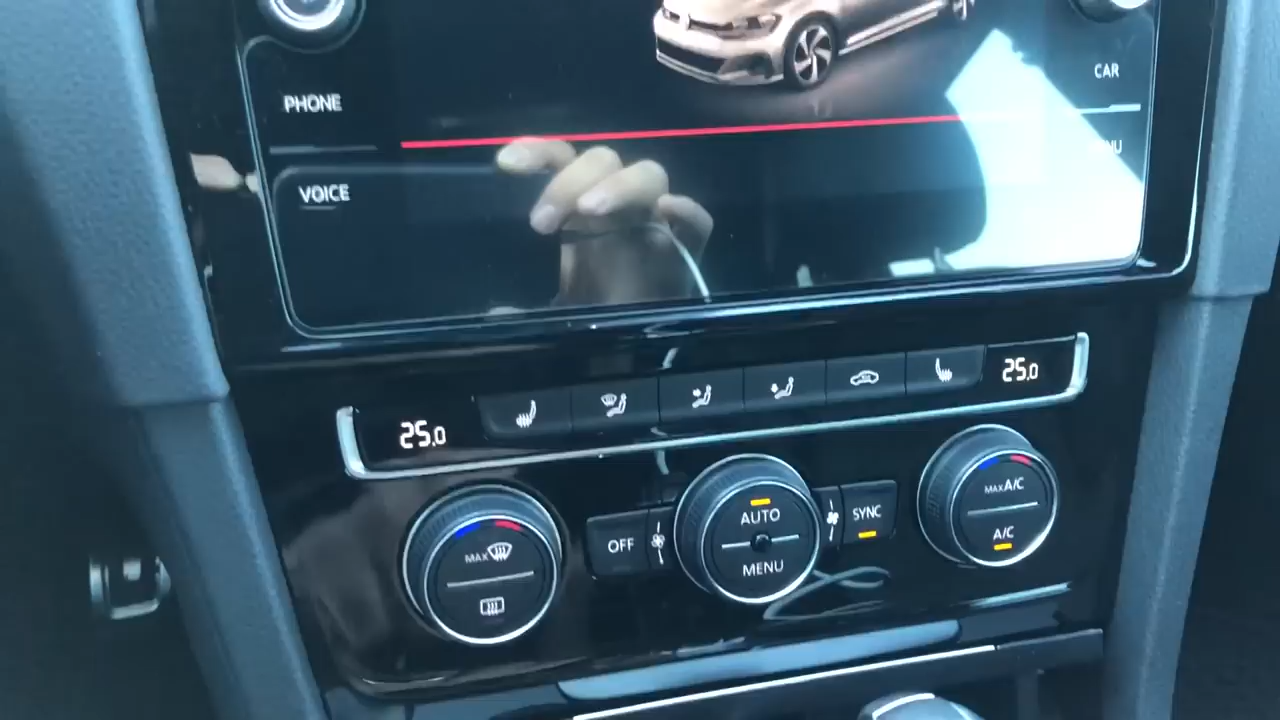 PHONE
CAR
VOICE
25.0
25.0
MAX
OFF
AUTO
MENU
SYNC
MAX A/C
A/C